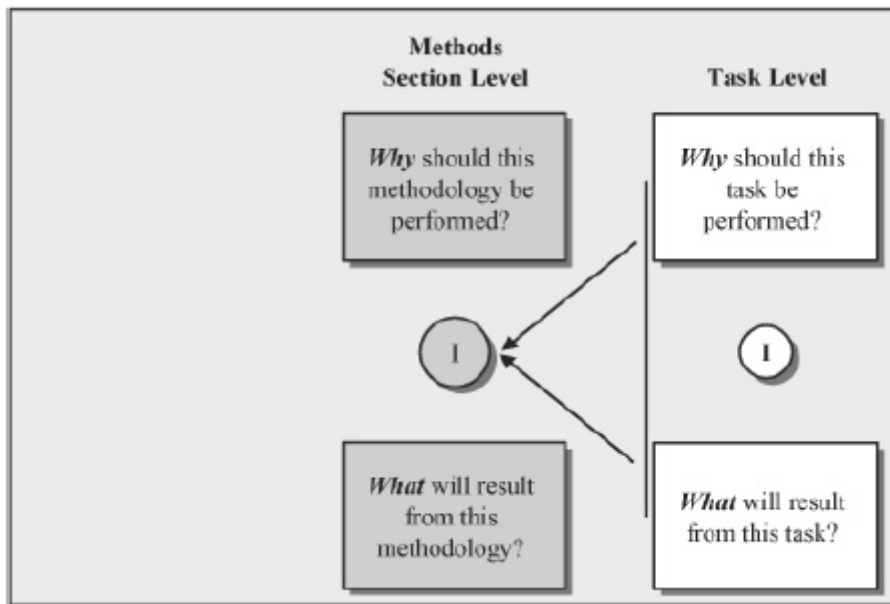 Methods
Section Level
Task Level
Why should this
methodology be
performed?
Why should this
task be
performed?
I
I
What will result
from this
methodology?
What will result
from this task?